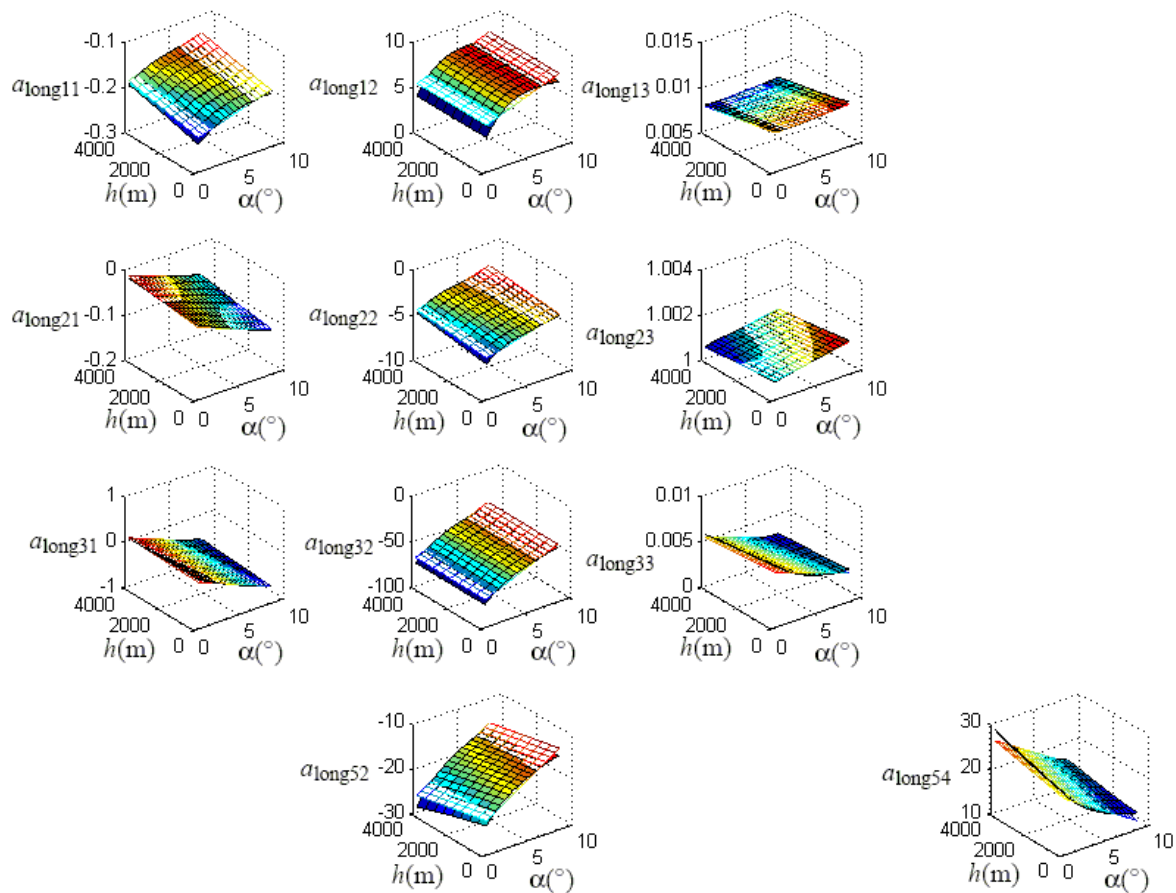 -0.1 10 0.015
a_long11 -0.2 a_long12 5 a_long13 0.01
-0.3 0 0.005
4000 4000 4000
2000 10 2000 10 2000 10
h(m) 0 0 5 α(°) h(m) 0 0 5 α(°) h(m) 0 0 5 α(°)
0 0 1.004
a_long21 -0.1 a_long22 -5 a_long23 1.002
-0.2 -10 1
4000 4000 4000
2000 10 2000 10 2000 10
h(m) 0 0 5 α(°) h(m) 0 0 5 α(°) h(m) 0 0 5 α(°)
1 0 0.01
a_long31 0 a_long32 -50 a_long33 0.005
-1 -100 0
4000 4000 4000
2000 10 2000 10 2000 10
h(m) 0 0 5 α(°) h(m) 0 0 5 α(°) h(m) 0 0 5 α(°)
-10 30
a_long52 -20 a_long54 20
-30 10
4000 4000
2000 10 2000 10
h(m) 0 0 5 α(°) h(m) 0 0 5 α(°)